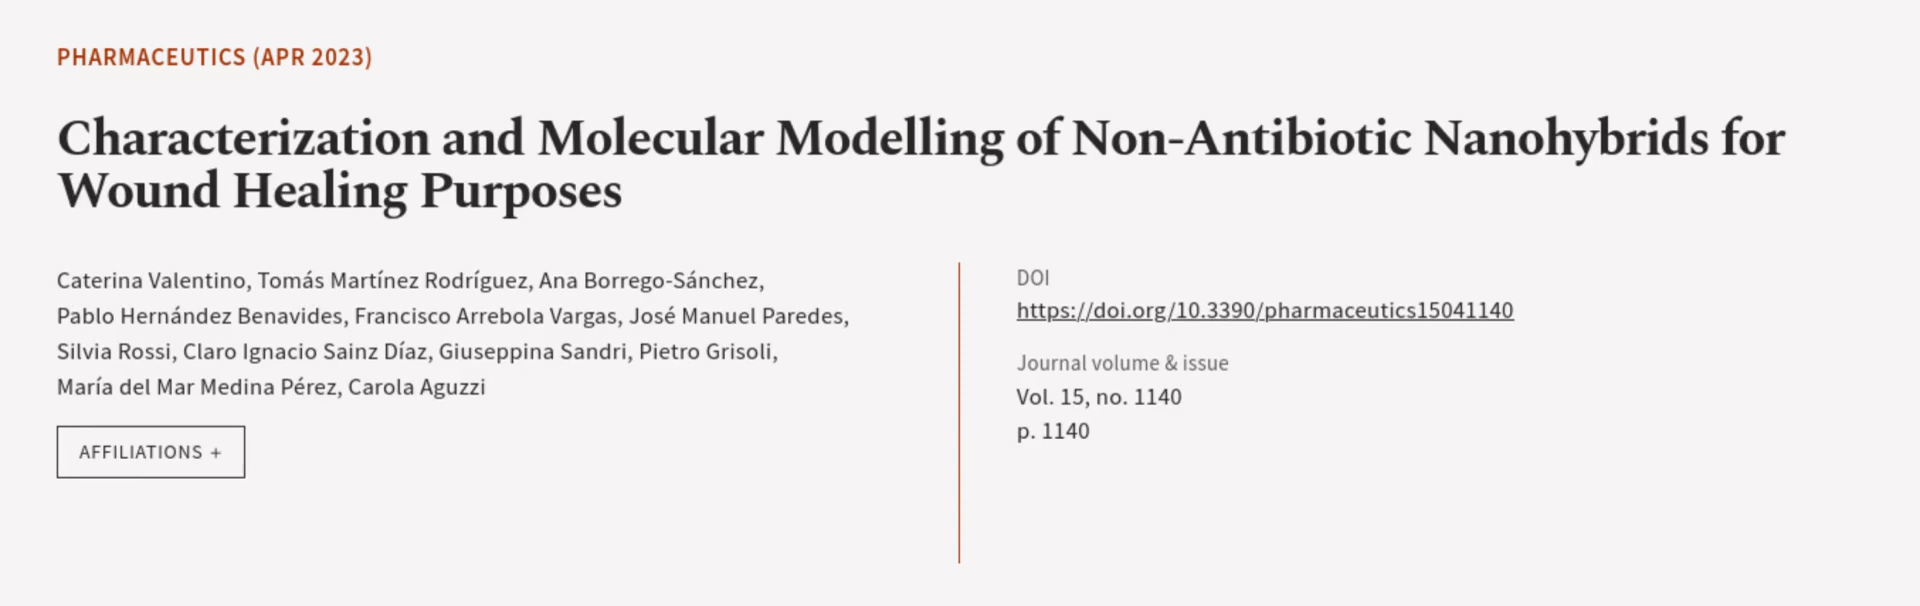 PHARMACEUTICS (APR 2023)
Characterization and Molecular Modelling of Non-Antibiotic Nanohybrids for
Wound Healing Purposes
Caterina Valentino, Tomás Martínez Rodríguez, Ana Borrego-Sánchez,
Pablo Hernández Benavides, Francisco Arrebola Vargas, José Manuel Paredes,
Silvia Rossi, Claro Ignacio Sainz Díaz, Giuseppina Sandri, Pietro Grisoli,
María del Mar Medina Pérez, Carola Aguzzi
AFFILIATIONS +
DOI
https://doi.org/10.3390/pharmaceutics15041140
Journal volume & issue
Vol. 15, no. 1140
p. 1140